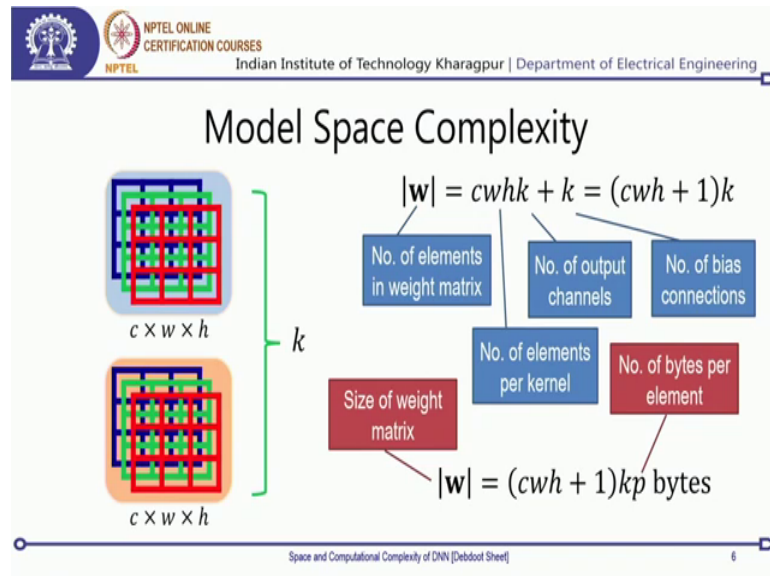 NPTEL ONLINE
CERTIFICATION COURSES
NPTEL
Indian Institute of Technology Kharagpur | Department of Electrical Engineering
Model Space Complexity
|w| = cwhk + k = (cwh + 1)k
No. of elements
in weight matrix
No. of output
channels
No. of bias
connections
No. of elements
per kernel
c × w × h
k
c × w × h
Size of weight
matrix
No. of bytes per
element
|w| = (cwh + 1)kp bytes
Space and Computational Complexity of DNN [Debdoot Sheet]
6